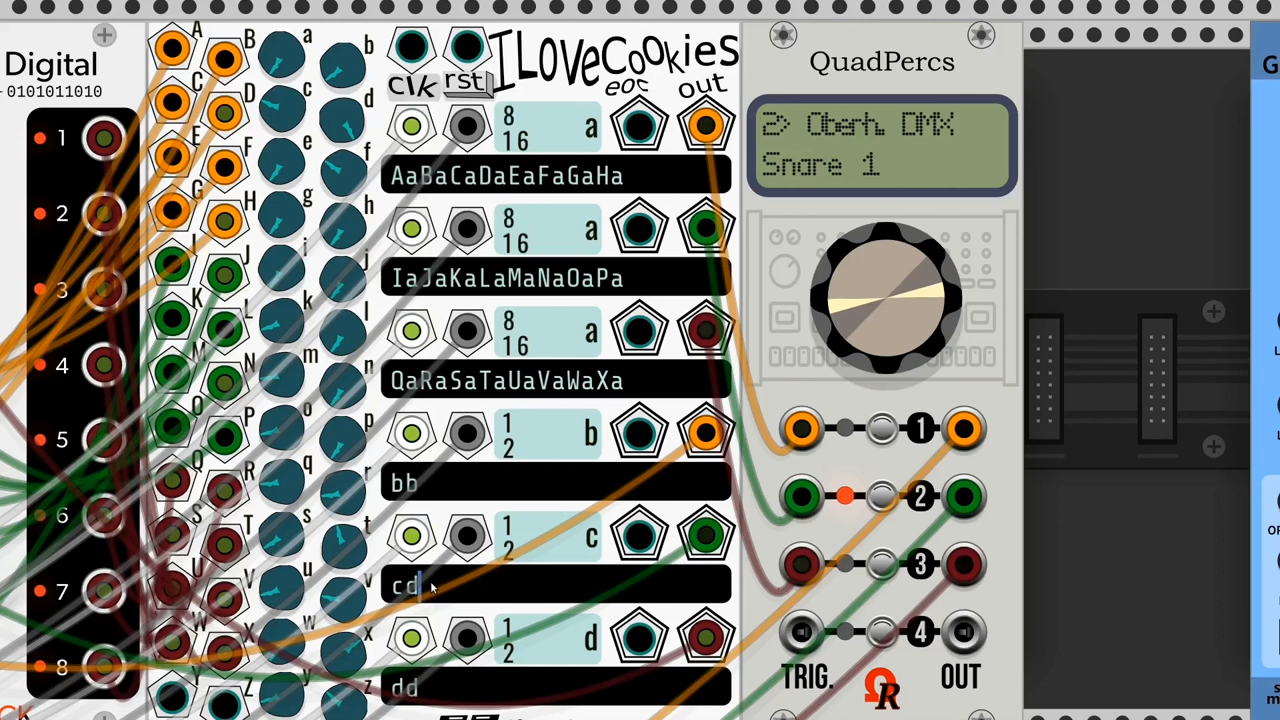 Digital
0101011010
1
2
3
4
5
6
7
8
CK
A B a b
C D c d
E F e f
G H g h
I J i j
K L k l
M N m n
O P o p
Q R q r
S T s t
U V u v
W X w x
Y Z y z
ILoveCookies
clk rst eoc out
8 16 a
AaBaCaDaEaFaGaHa
8 16 a
IaJaKaLaMaNaOaPa
8 16 a
QaRaSaTaUaVaWaXa
1 2 b
bb
1 2 c
cd
1 2 d
dd
QuadPercs
2> Oberh. DMX
Snare 1
1
2
3
4
TRIG. OUT
ΩR
G